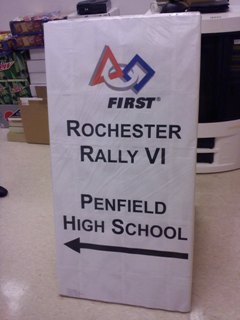 FIRST®
ROCHESTER
RALLY VI
PENFIELD
HIGH SCHOOL